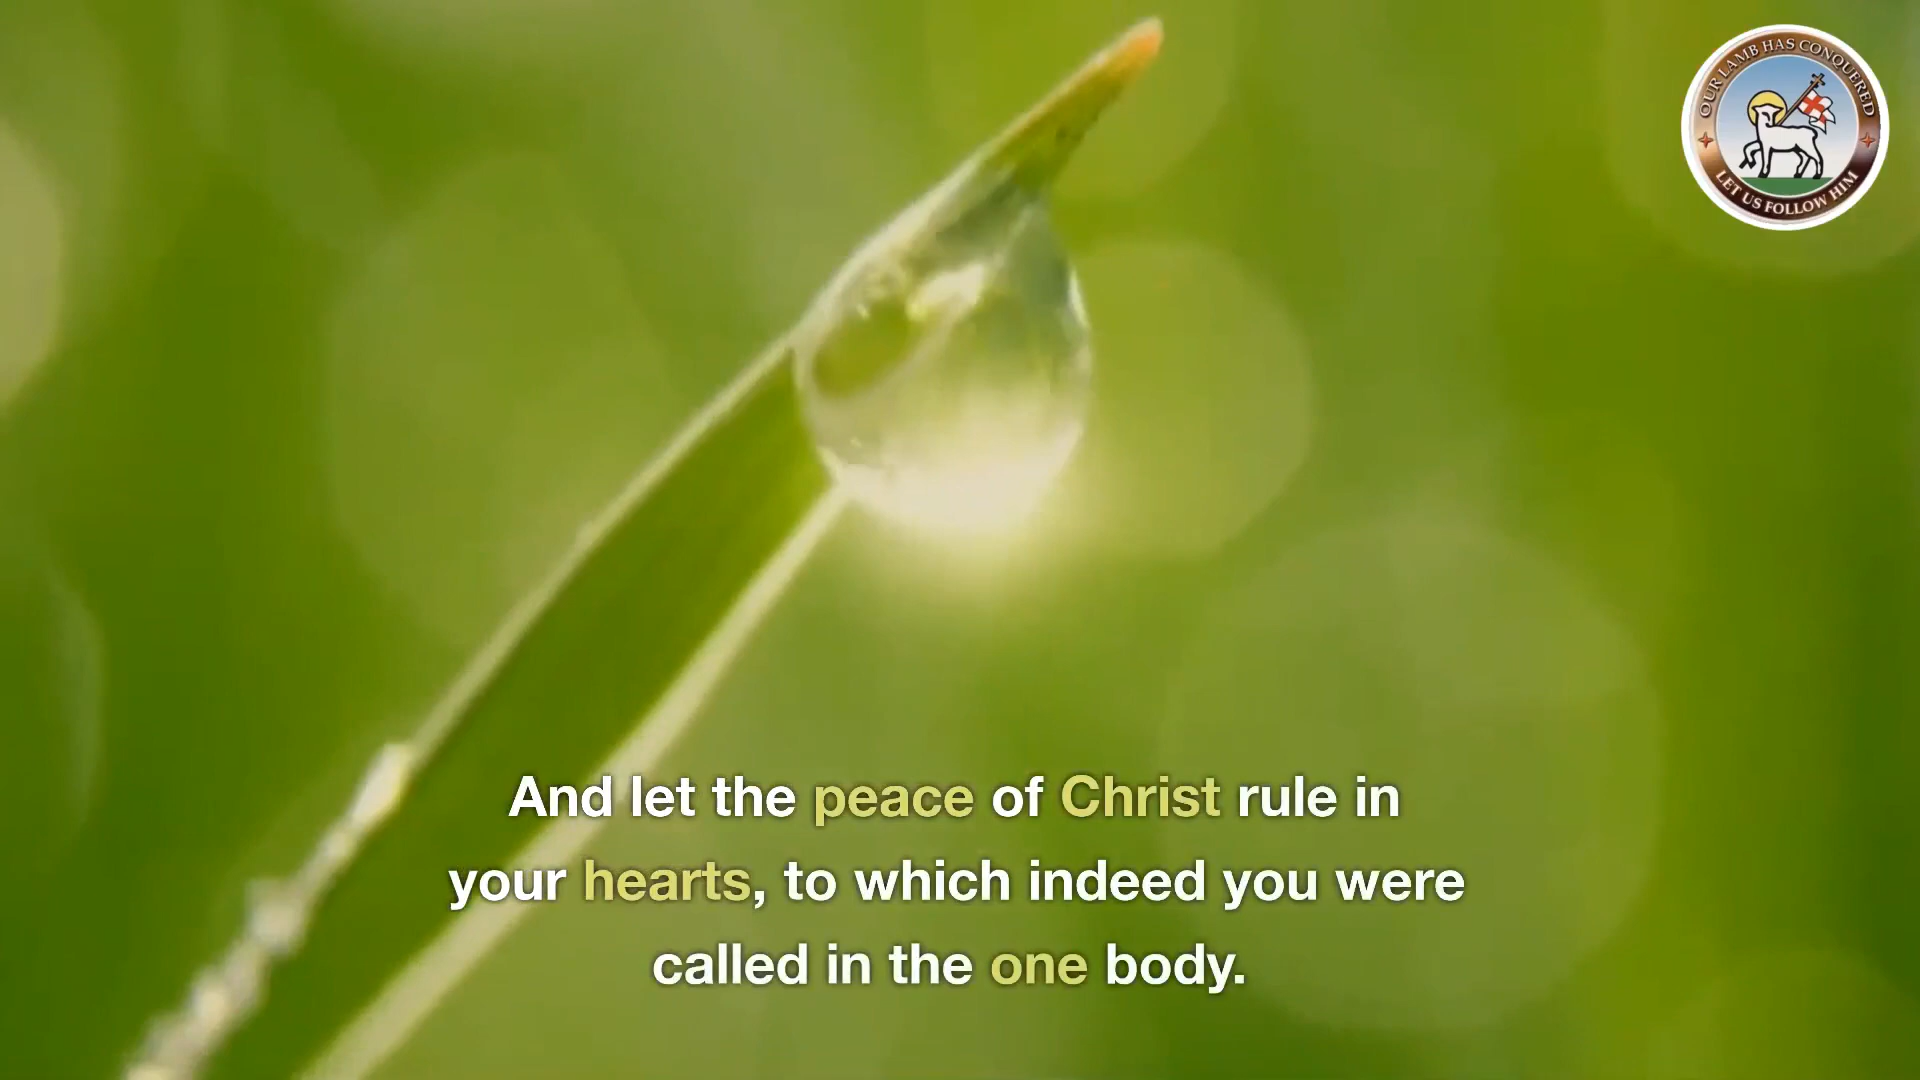 OUR LAMB HAS CONQUERED
LET US FOLLOW HIM
And let the peace of Christ rule in
your hearts, to which indeed you were
called in the one body.